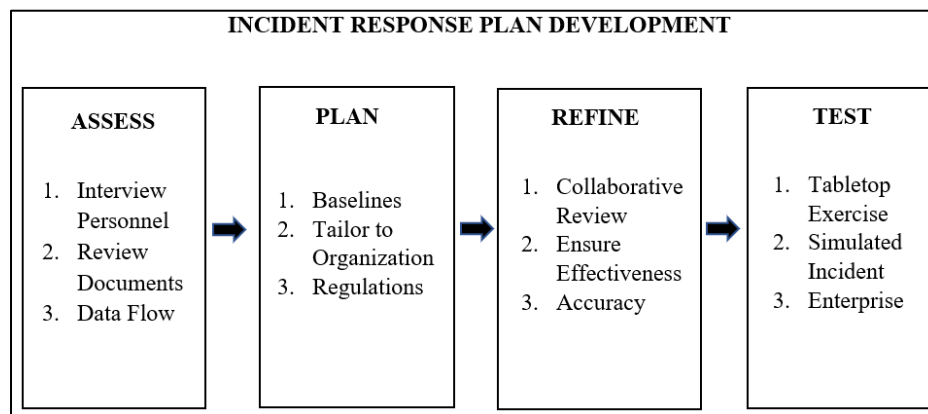 INCIDENT RESPONSE PLAN DEVELOPMENT
ASSESS
1. Interview
Personnel
2. Review
Documents
3. Data Flow
PLAN
1. Baselines
2. Tailor to
Organization
3. Regulations
REFINE
1. Collaborative
Review
2. Ensure
Effectiveness
3. Accuracy
TEST
1. Tabletop
Exercise
2. Simulated
Incident
3. Enterprise